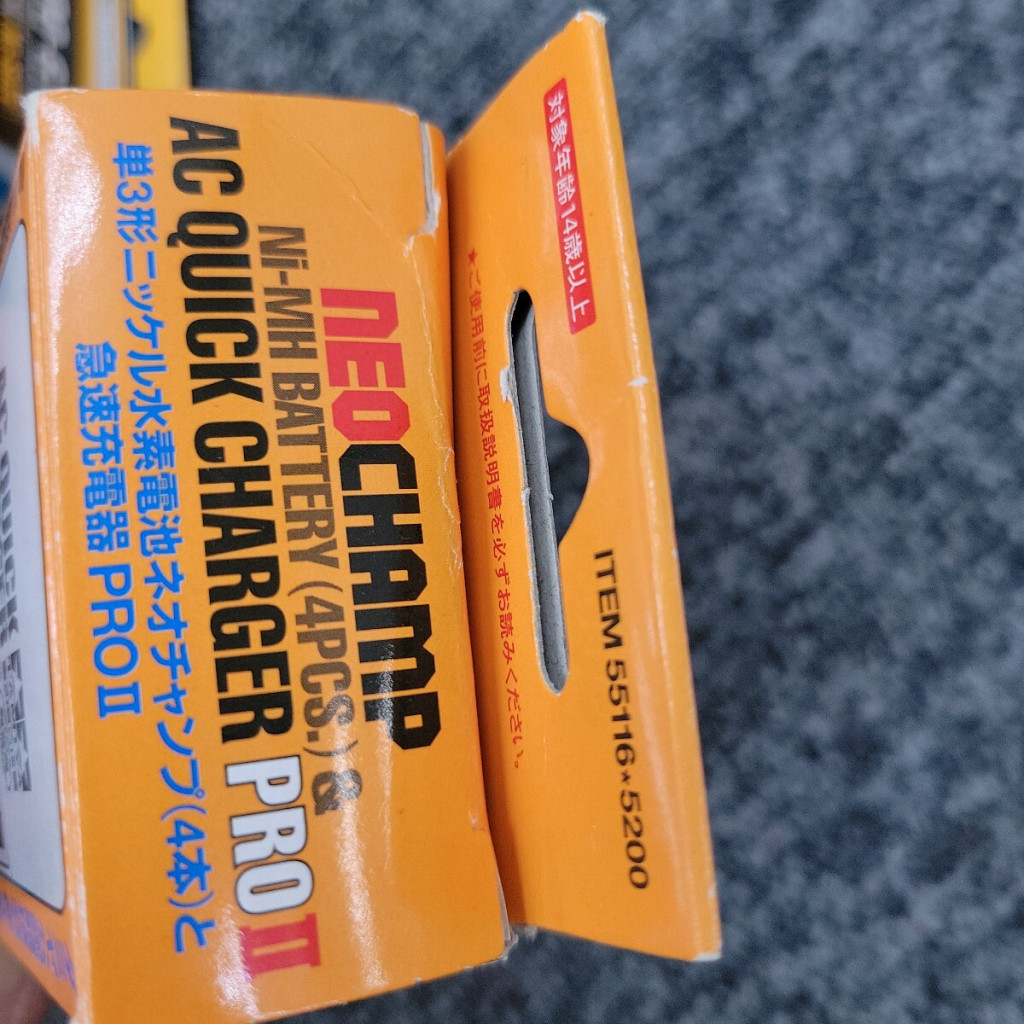 対象年齢14歳以上
ITEM 55116★5200
★ご使用前に取扱説明書を必ずお読みください。
NEOCHAMP
Ni-MH BATTERY (4PCS.) &
AC QUICK CHARGER PRO II
単3形ニッケル水素電池ネオチャンプ(4本)と
急速充電器 PRO II
AC QUICK